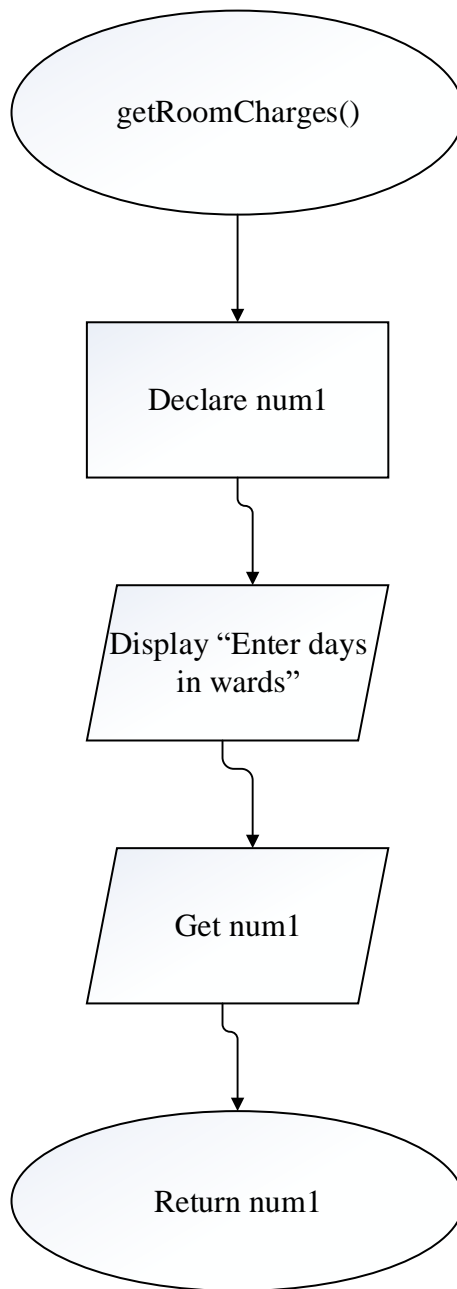 getRoomCharges()
Declare num1
Display “Enter days
in wards”
Get num1
Return num1